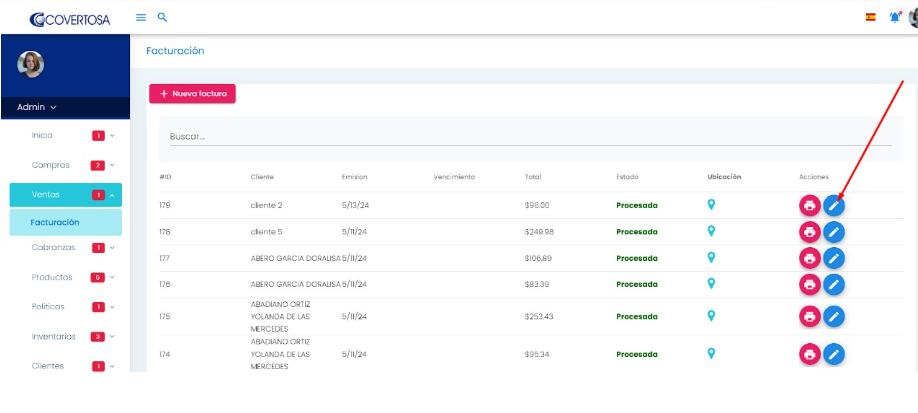 COVERTOSA
Facturación
Admin
+ Nueva factura
Inicio 1
Buscar...
Compras 2
#ID Cliente Emision Vencimiento Total Estado Ubicación Acciones
Ventas 1
179 cliente 2 5/13/24 $96.00 Procesada
Facturación
178 cliente 5 5/11/24 $249.98 Procesada
Cobranzas 1
177 ABERO GARCIA DORALISA 5/11/24 $106.89 Procesada
Productos 6
176 ABERO GARCIA DORALISA 5/11/24 $83.39 Procesada
Politicas 1
ABADIANO ORTIZ
175 YOLANDA DE LAS 5/11/24 $253.43 Procesada
MERCEDES
Inventarios 3
ABADIANO ORTIZ
174 YOLANDA DE LAS 5/11/24 $95.34 Procesada
MERCEDES
Clientes 1